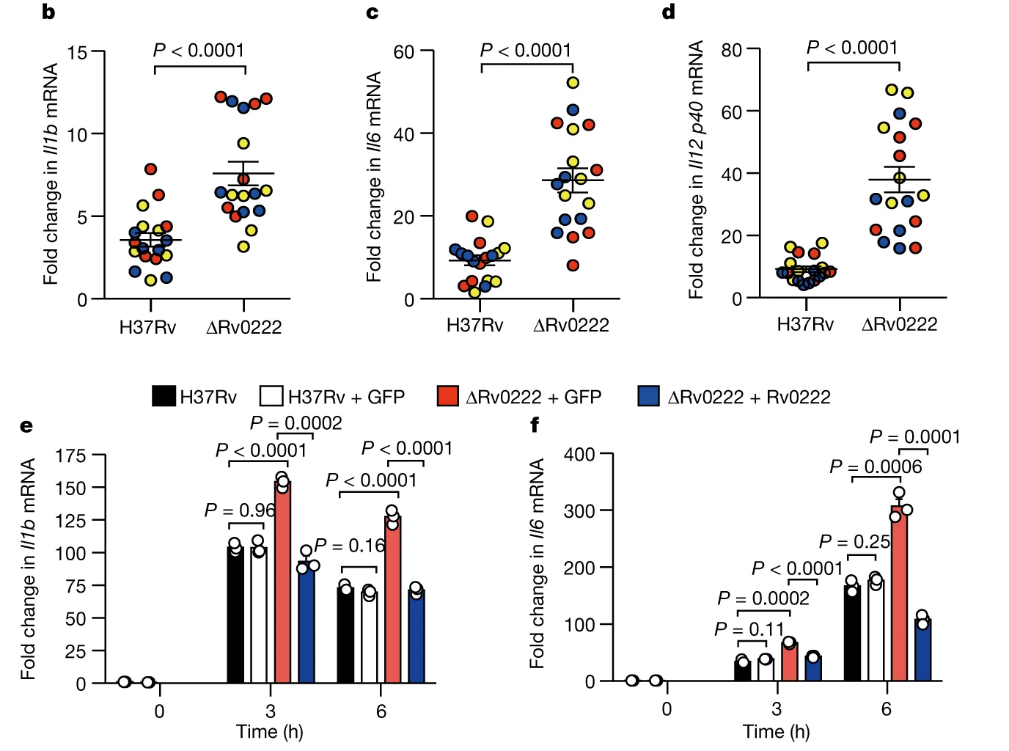 b
Fold change in Il1b mRNA
15
10
5
0
P < 0.0001
H37Rv
ΔRv0222
c
Fold change in Il6 mRNA
60
40
20
0
P < 0.0001
H37Rv
ΔRv0222
d
Fold change in Il12 p40 mRNA
80
60
40
20
0
P < 0.0001
H37Rv
ΔRv0222
H37Rv
H37Rv + GFP
ΔRv0222 + GFP
ΔRv0222 + Rv0222
e
Fold change in Il1b mRNA
175
150
125
100
75
50
25
0
P = 0.0002
P < 0.0001
P = 0.96
P < 0.0001
P < 0.0001
P = 0.16
0
3
6
Time (h)
f
Fold change in Il6 mRNA
400
300
200
100
0
P = 0.0001
P = 0.0006
P = 0.25
P < 0.0001
P = 0.0002
P = 0.11
0
3
6
Time (h)